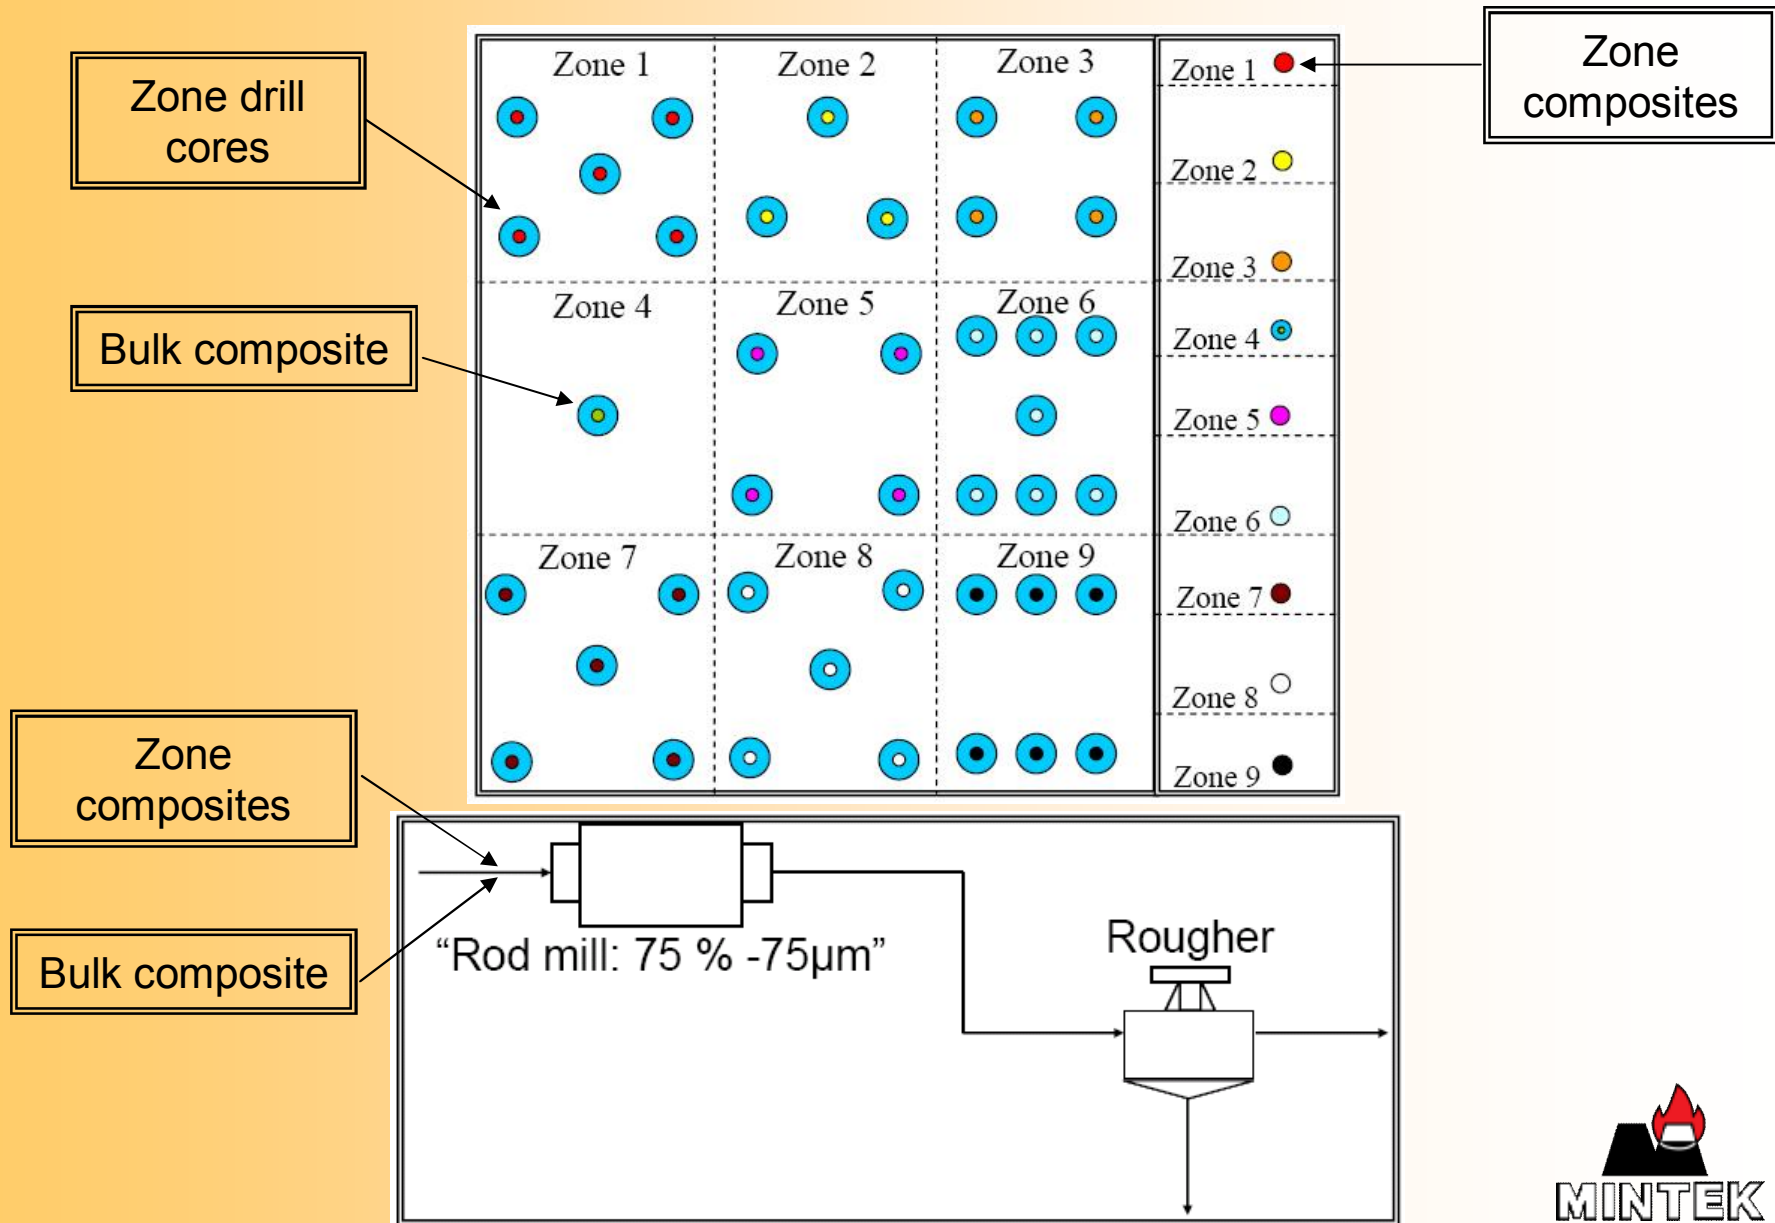 Zone drill
cores
Bulk composite
Zone
composites
Bulk composite
Zone 1
Zone 2
Zone 3
Zone 4
Zone 5
Zone 6
Zone 7
Zone 8
Zone 9
Zone 1
Zone 2
Zone 3
Zone 4
Zone 5
Zone 6
Zone 7
Zone 8
Zone 9
Zone
composites
“Rod mill: 75 % -75µm”
Rougher
MINTEK